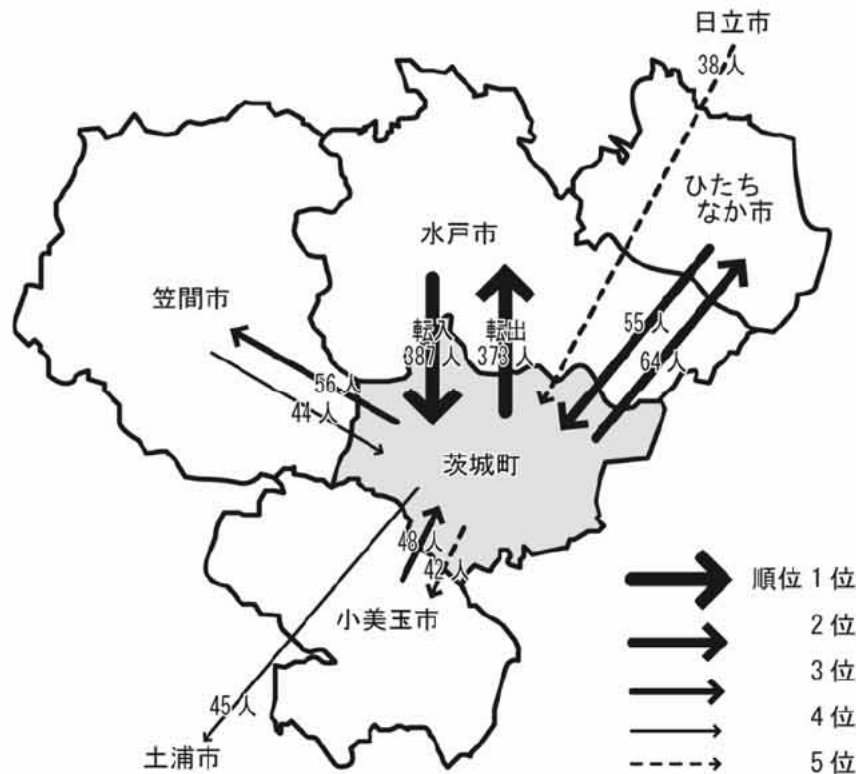 日立市
38人
ひたち
なか市
水戸市
笠間市
転入
387人
転出
373人
55人
64人
56人
44人
茨城町
48人
42人
小美玉市
45人
土浦市
順位1位
2位
3位
4位
5位